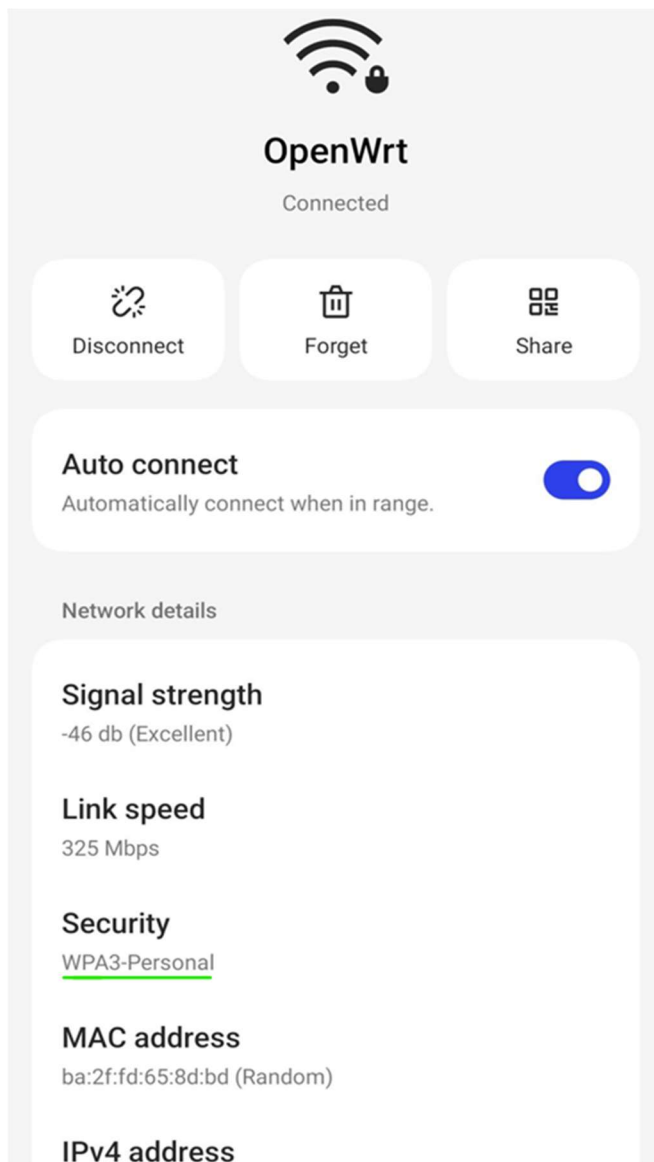 OpenWrt
Connected
Disconnect
Forget
Share
Auto connect
Automatically connect when in range.
Network details
Signal strength
-46 db (Excellent)
Link speed
325 Mbps
Security
WPA3-Personal
MAC address
ba:2f:fd:65:8d:bd (Random)
IPv4 address